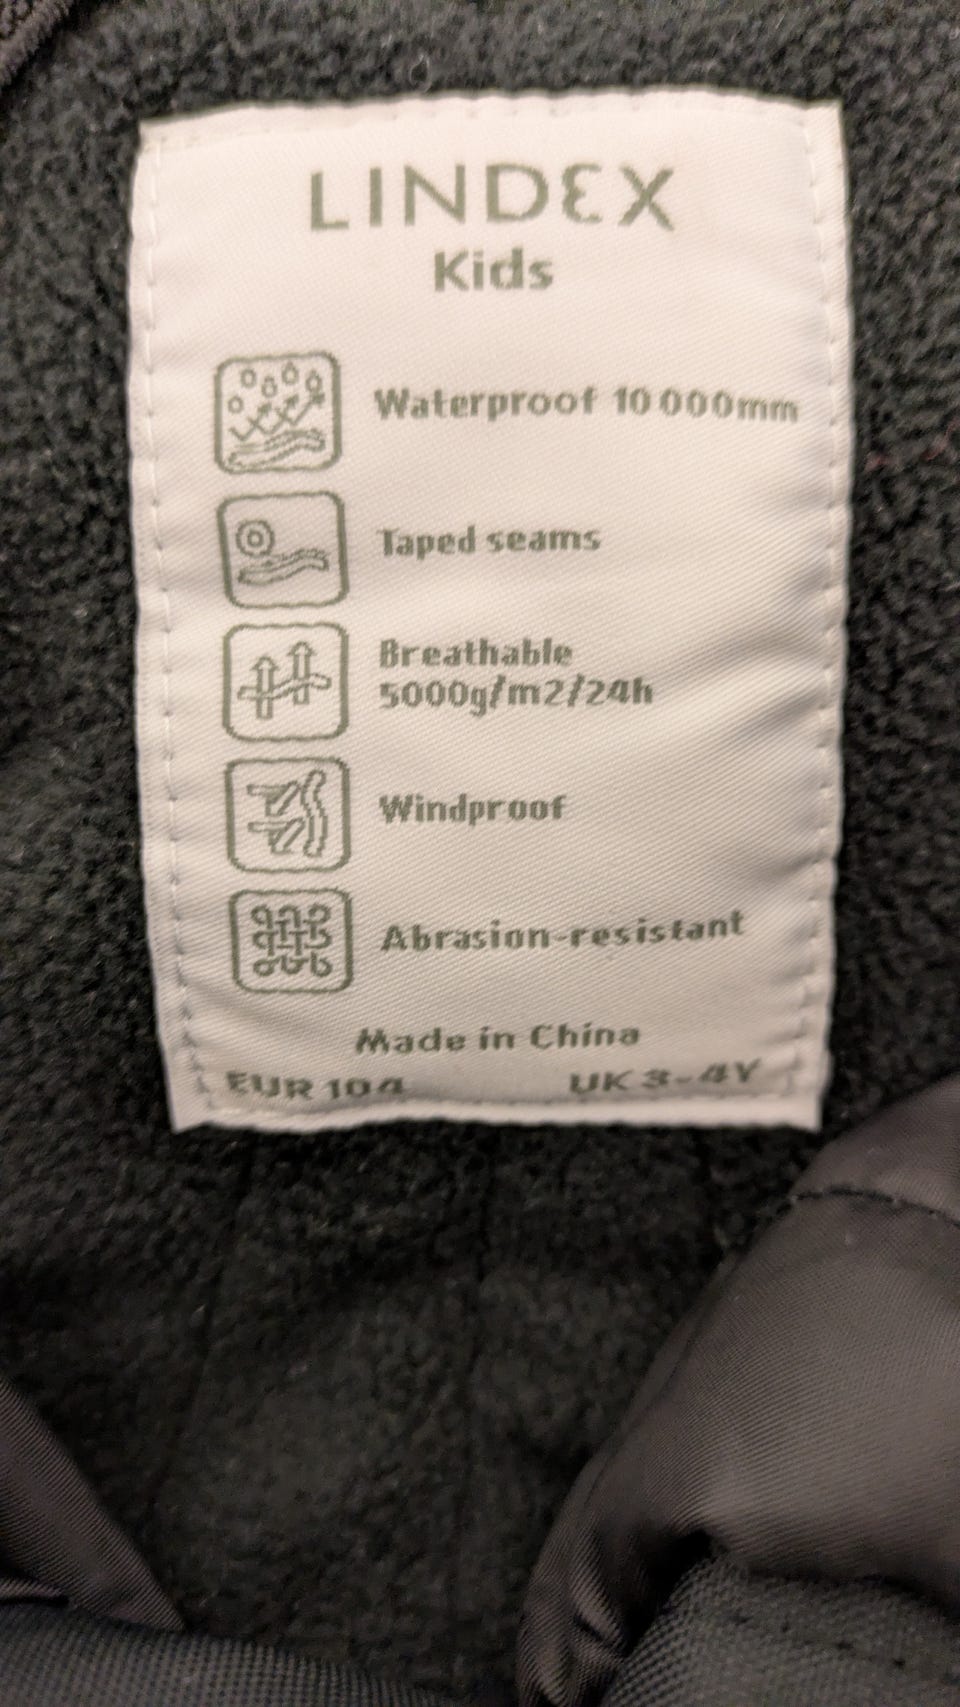 LINDEX
Kids
Waterproof 10 000mm
Taped seams
Breathable
5000g/m2/24h
Windproof
Abrasion-resistant
Made in China
EUR 104 UK 3-4Y